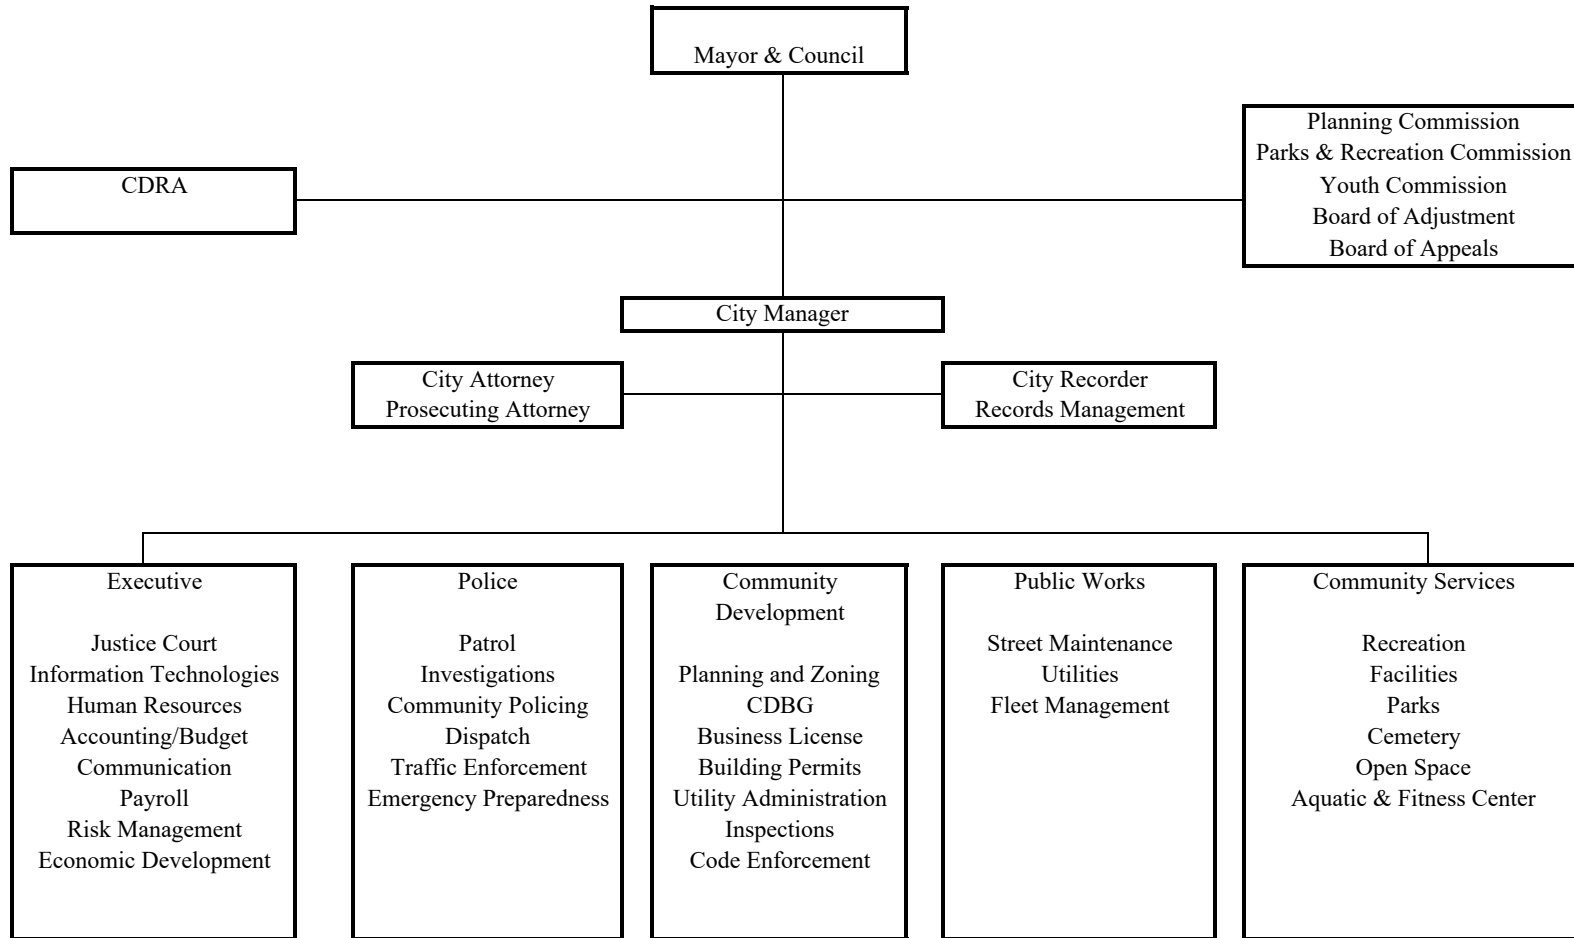 Mayor & Council
Planning Commission
Parks & Recreation Commission
Youth Commission
Board of Adjustment
Board of Appeals
CDRA
City Manager
City Attorney
Prosecuting Attorney
City Recorder
Records Management
Executive
Justice Court
Information Technologies
Human Resources
Accounting/Budget
Communication
Payroll
Risk Management
Economic Development
Police
Patrol
Investigations
Community Policing
Dispatch
Traffic Enforcement
Emergency Preparedness
Community
Development
Planning and Zoning
CDBG
Business License
Building Permits
Utility Administration
Inspections
Code Enforcement
Public Works
Street Maintenance
Utilities
Fleet Management
Community Services
Recreation
Facilities
Parks
Cemetery
Open Space
Aquatic & Fitness Center